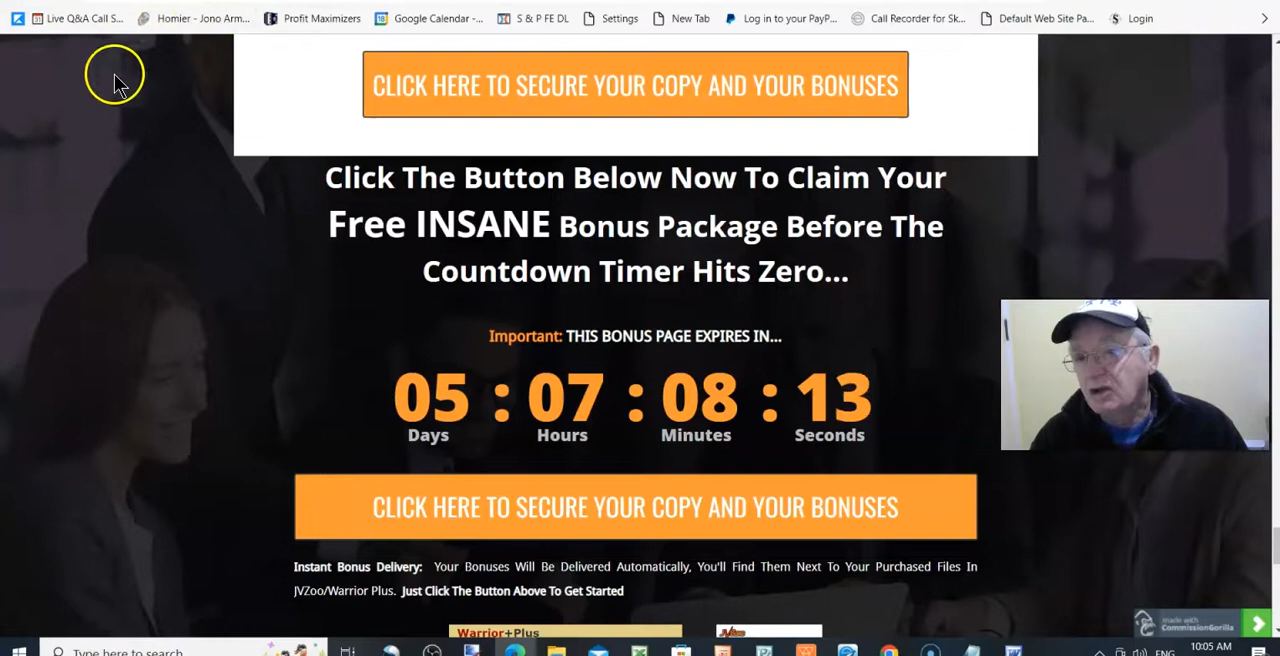 Live Q&A Call S... Homier - Jono Arm... Profit Maximizers Google Calendar -... S & P FE DL Settings New Tab Log in to your PayP... Call Recorder for Sk... Default Web Site Pa... Login
CLICK HERE TO SECURE YOUR COPY AND YOUR BONUSES
Click The Button Below Now To Claim Your
Free INSANE Bonus Package Before The
Countdown Timer Hits Zero...
Important: THIS BONUS PAGE EXPIRES IN...
05 : 07 : 08 : 13
Days Hours Minutes Seconds
CLICK HERE TO SECURE YOUR COPY AND YOUR BONUSES
Instant Bonus Delivery: Your Bonuses Will Be Delivered Automatically, You'll Find Them Next To Your Purchased Files In
JVZoo/Warrior Plus. Just Click The Button Above To Get Started
made with
CommissionGorilla
Warrior+Plus
Type here to search
ENG
10:05 AM